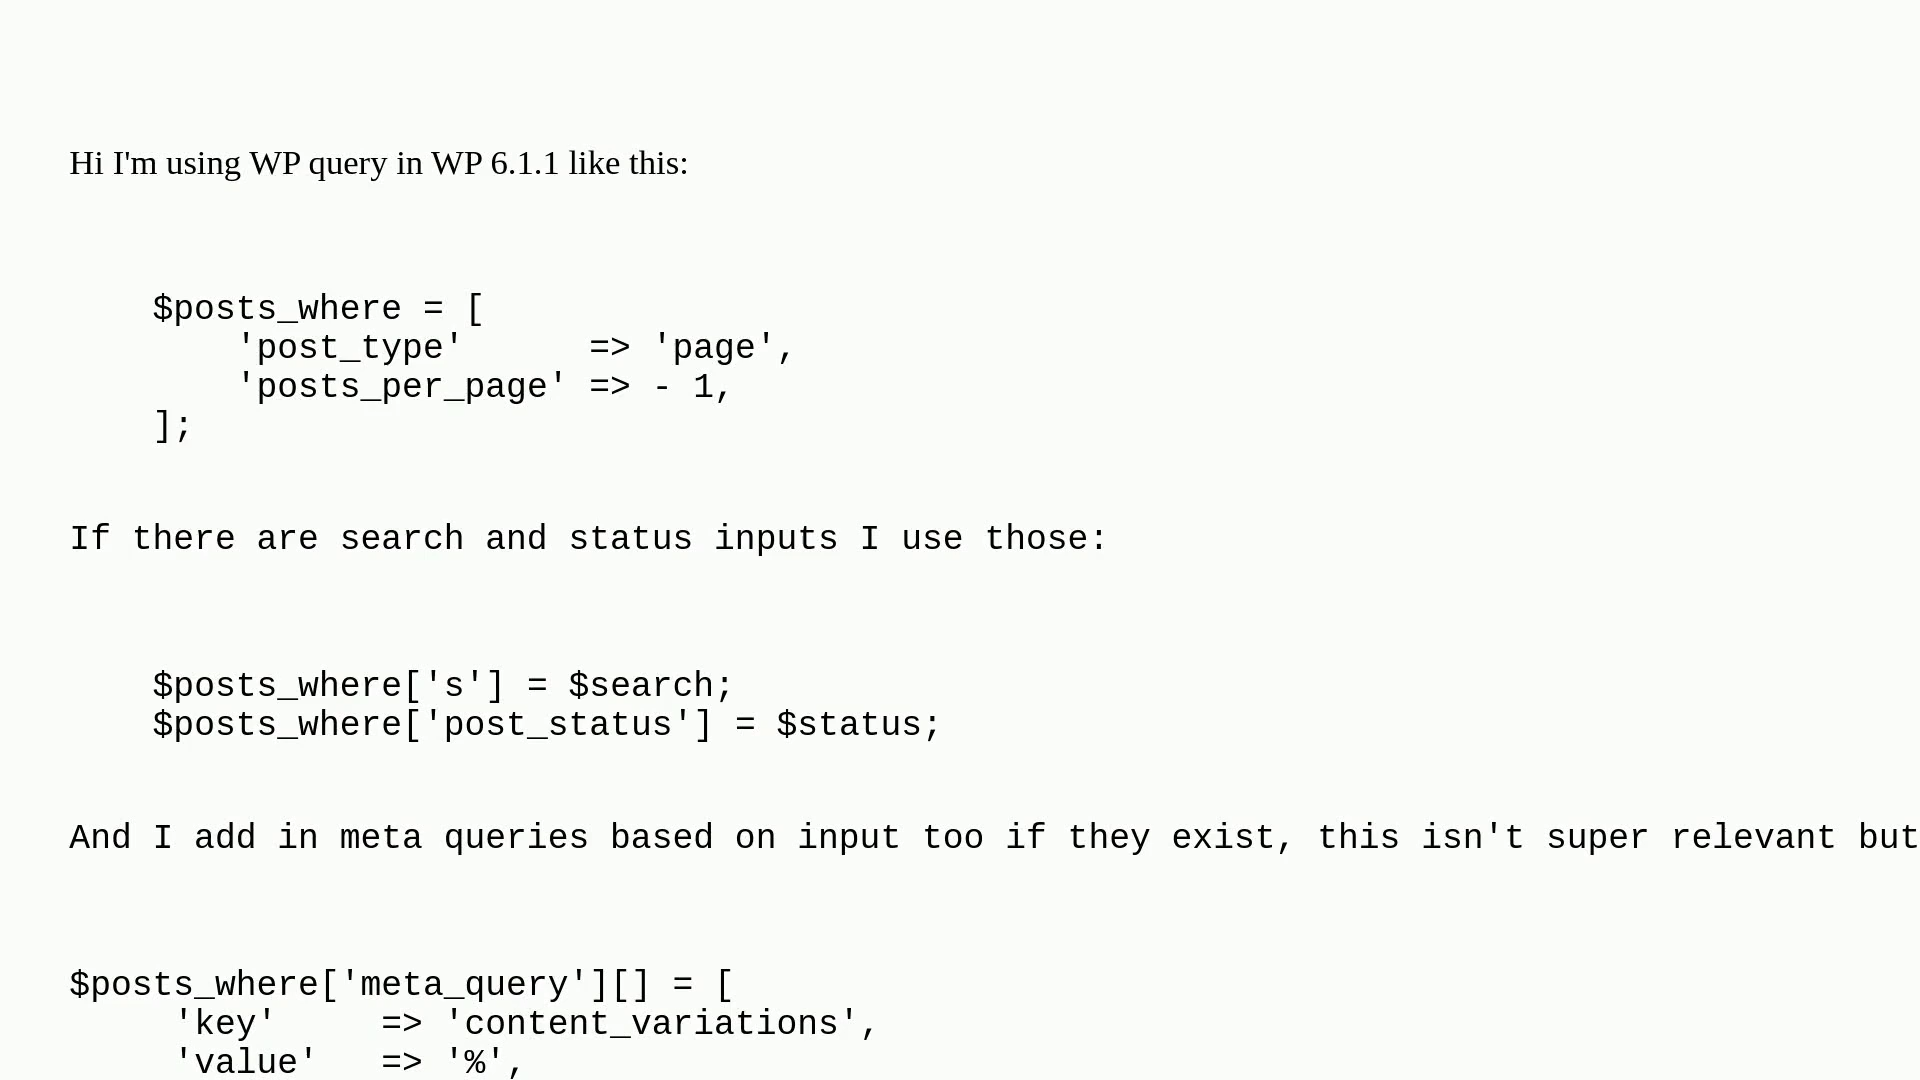 Hi I'm using WP query in WP 6.1.1 like this:
$posts_where = [
    'post_type'      => 'page',
    'posts_per_page' => - 1,
];
If there are search and status inputs I use those:
$posts_where['s'] = $search;
$posts_where['post_status'] = $status;
And I add in meta queries based on input too if they exist, this isn't super relevant but
$posts_where['meta_query'][] = [
     'key'     => 'content_variations',
     'value'   => '%',